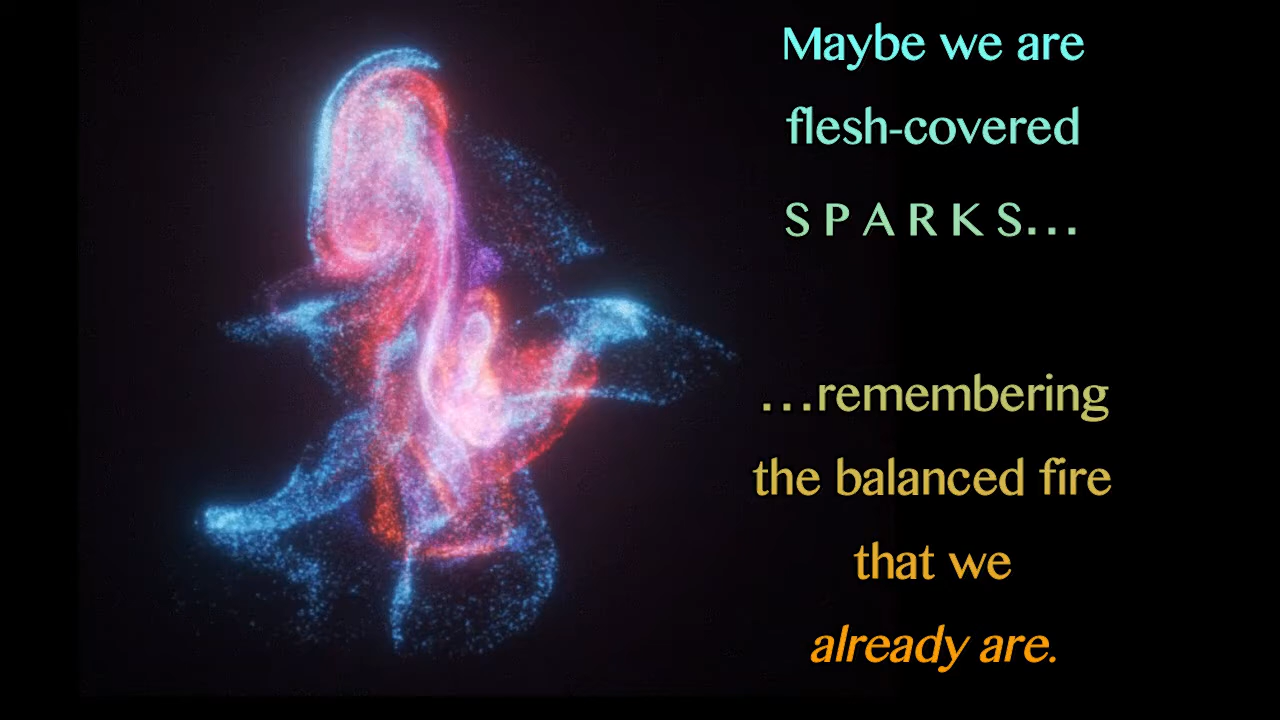 Maybe we are
flesh-covered
S P A R K S...
...remembering
the balanced fire
that we
already are.